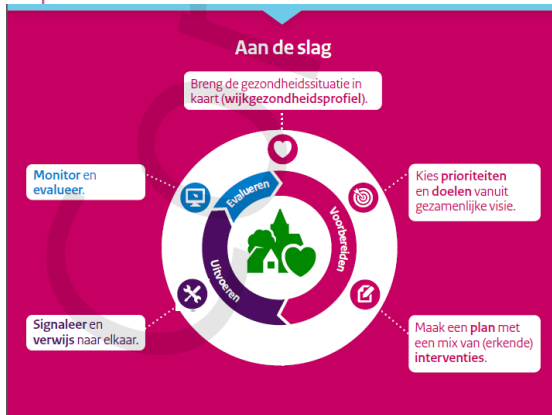 Aan de slag
Breng de gezondheidssituatie in
kaart (wijkgezondheidsprofiel).
Monitor en
evalueer.
Evalueren
Voorbereiden
Uitvoeren
Kies prioriteiten
en doelen vanuit
gezamenlijke visie.
Signaleer en
verwijs naar elkaar.
Maak een plan met
een mix van (erkende)
interventies.